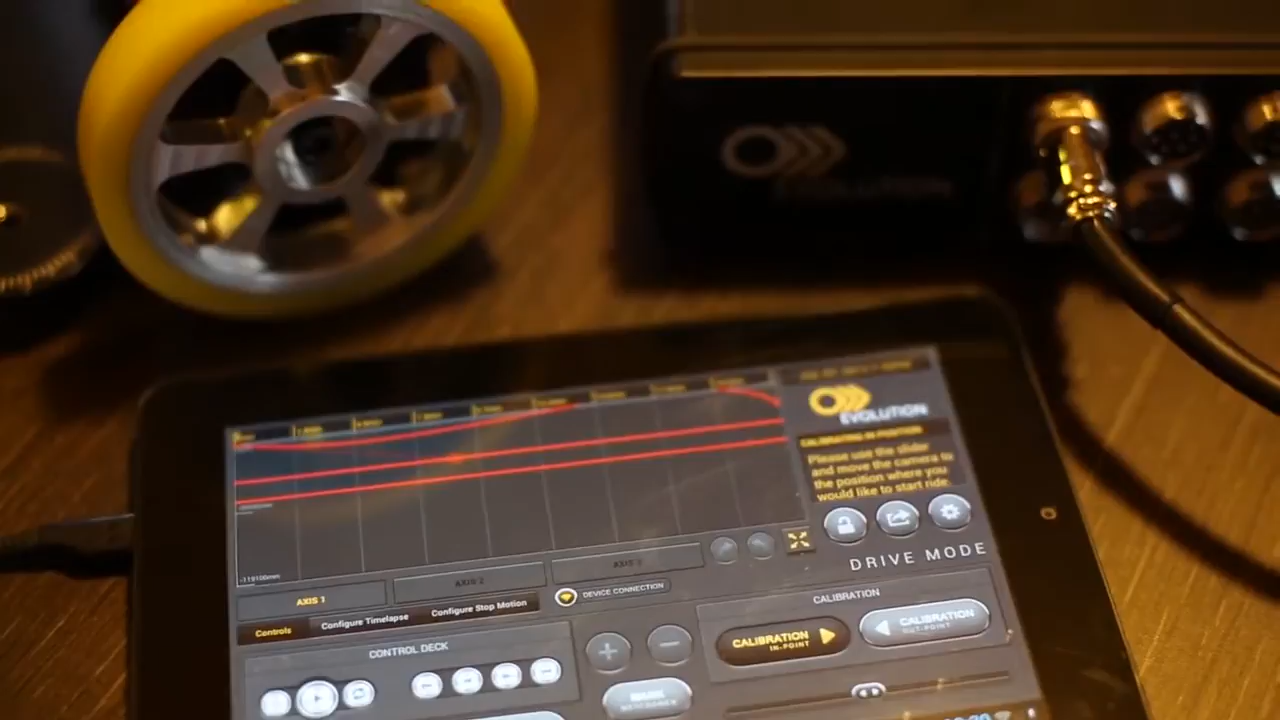 EVOLUTION
EVOLUTION
CALIBRATING IN POSITION
Please use the slider
and move the camera to
the position where you
would like to start ride.
DRIVE MODE
AXIS 1
AXIS 2
DEVICE CONNECTION
Controls
Configure Timelapse
Configure Stop Motion
CONTROL DECK
CALIBRATION
CALIBRATION
IN-POINT
CALIBRATION
OUT-POINT